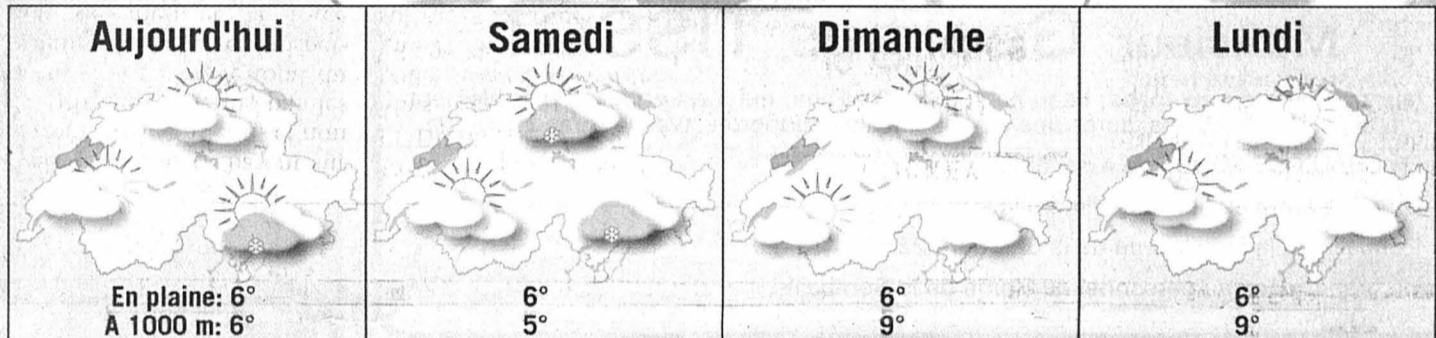 Aujourd'hui
En plaine: 6°
A 1000 m: 6°
Samedi
6°
5°
Dimanche
6°
9°
Lundi
6°
9°